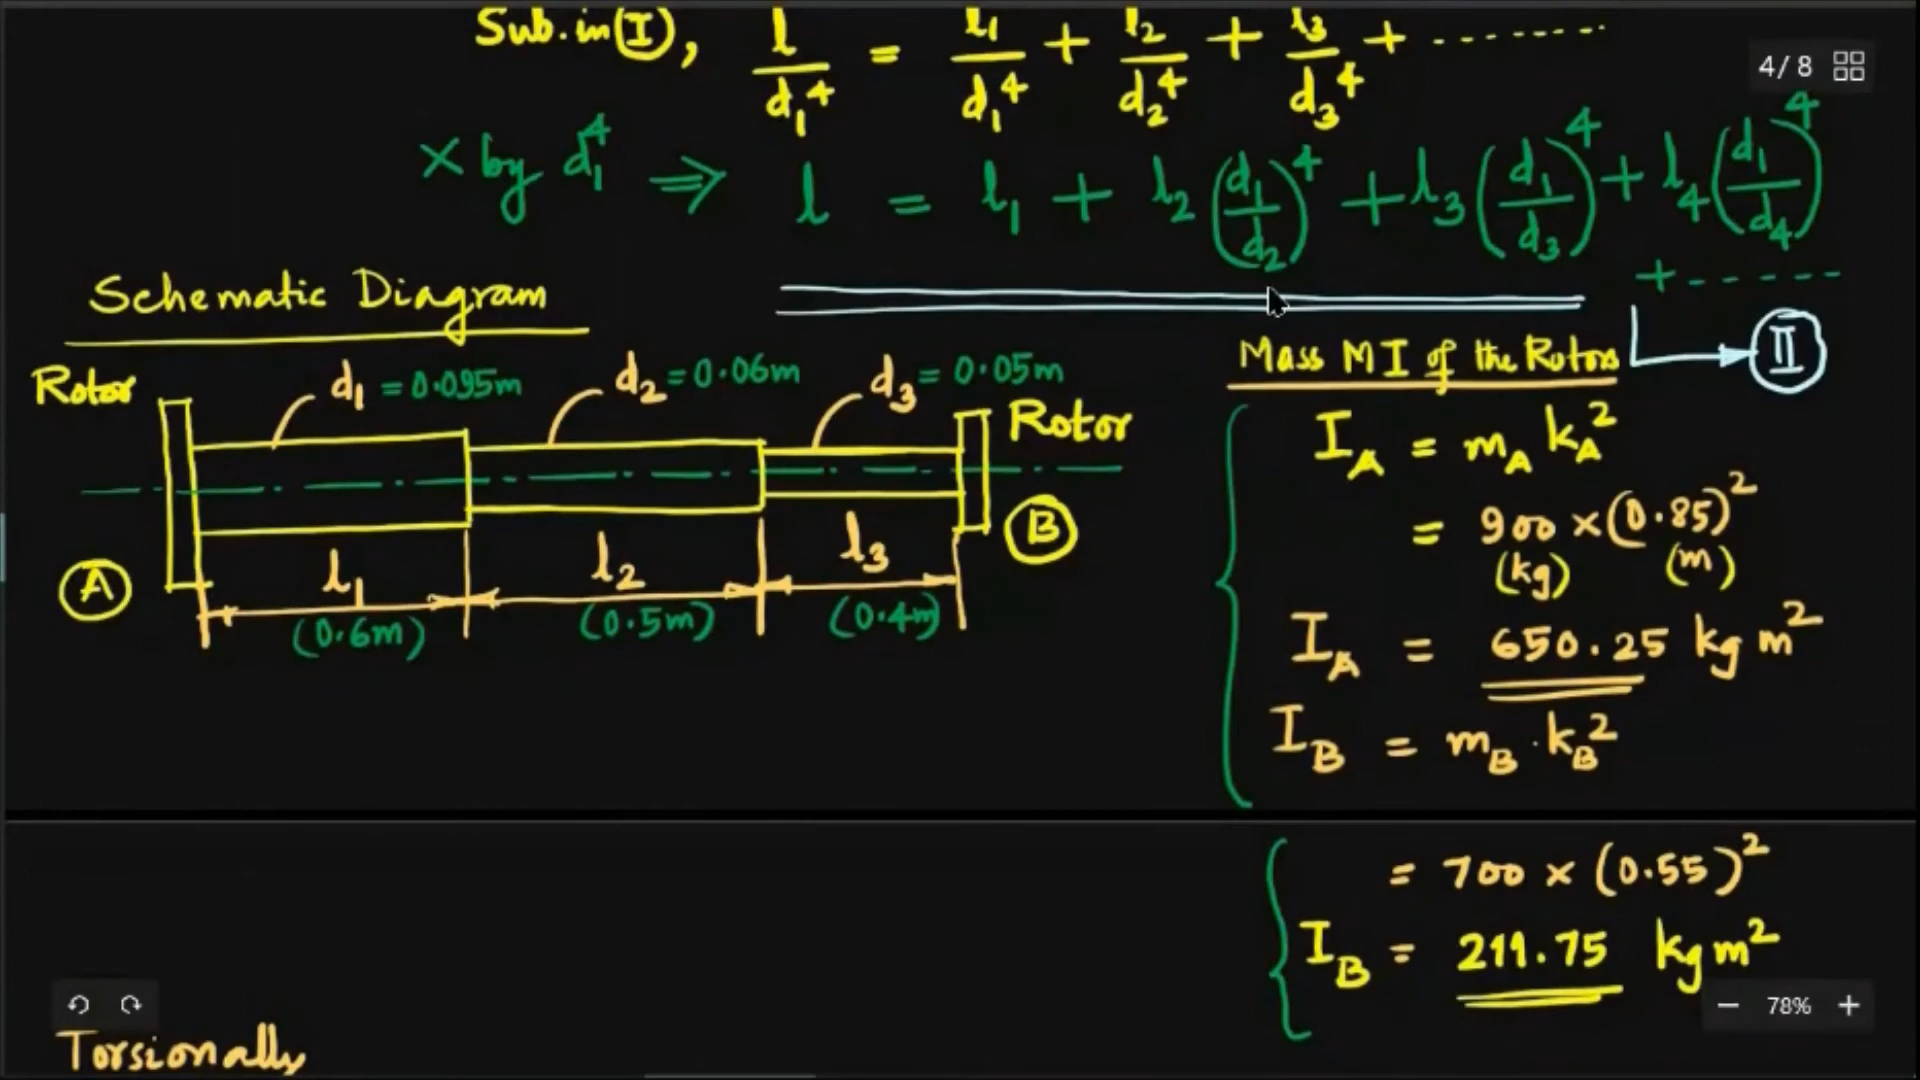 Sub. in (I), l/d₁⁴ = l₁/d₁⁴ + l₂/d₂⁴ + l₃/d₃⁴ + -------
4/8
× by d₁⁴ ⇒ l = l₁ + l₂(d₁/d₂)⁴ + l₃(d₁/d₃)⁴ + l₄(d₁/d₄)⁴
+ ------
Schematic Diagram
II
Mass MI of the Rotors
Rotor
d₁ = 0.095m
d₂ = 0.06m
d₃ = 0.05m
Rotor
A
B
l₁
l₂
l₃
(0.6m)
(0.5m)
(0.4m)
I_A = m_A k_A²
= 900 × (0.85)²
(kg) (m)
I_A = 650.25 kg m²
I_B = m_B . k_B²
= 700 × (0.55)²
I_B = 211.75 kg m²
− 78% +
Torsionally